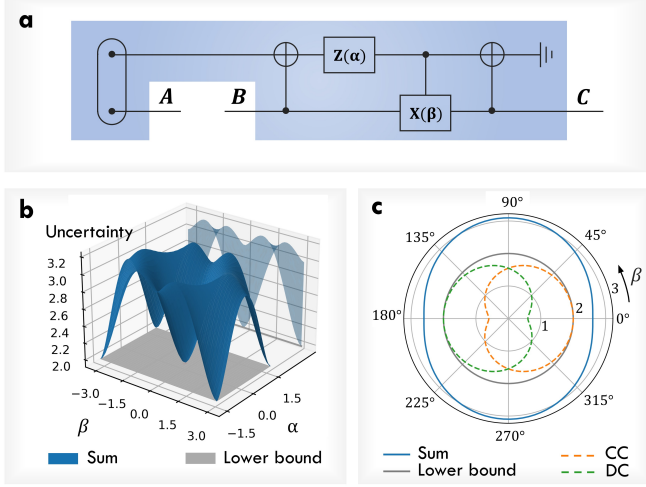 a
A
B
Z(α)
X(β)
C
b
Uncertainty
3.2
3.0
2.8
2.6
2.4
2.2
2.0
−3.0
−1.5
0.0
1.5
3.0
β
−1.5
0.0
1.5
α
Sum
Lower bound
c
90°
135°
45°
β
3
180°
1
2
0°
225°
315°
270°
Sum
CC
Lower bound
DC